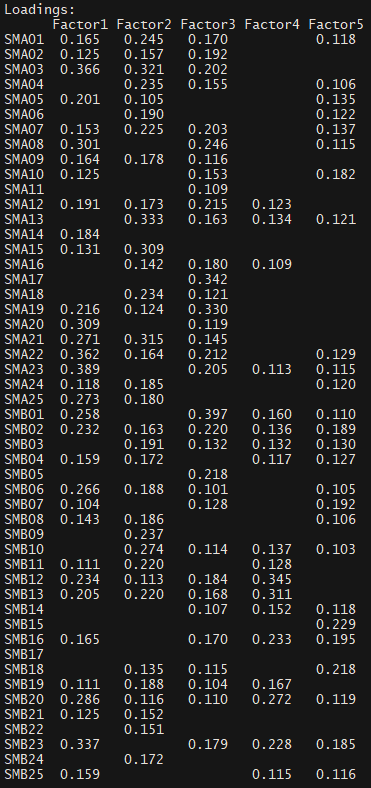 Loadings:
      Factor1 Factor2 Factor3 Factor4 Factor5
SMA01 0.165   0.245   0.170           0.118
SMA02 0.125   0.157   0.192
SMA03 0.366   0.321   0.202
SMA04         0.235   0.155           0.106
SMA05 0.201   0.105                   0.135
SMA06         0.190                   0.122
SMA07 0.153   0.225   0.203           0.137
SMA08 0.301           0.246           0.115
SMA09 0.164   0.178   0.116
SMA10 0.125           0.153           0.182
SMA11                 0.109
SMA12 0.191   0.173   0.215   0.123
SMA13         0.333   0.163   0.134   0.121
SMA14 0.184
SMA15 0.131   0.309
SMA16         0.142   0.180   0.109
SMA17                 0.342
SMA18         0.234   0.121
SMA19 0.216   0.124   0.330
SMA20 0.309           0.119
SMA21 0.271   0.315   0.145
SMA22 0.362   0.164   0.212           0.129
SMA23 0.389           0.205   0.113   0.115
SMA24 0.118   0.185                   0.120
SMA25 0.273   0.180
SMB01 0.258           0.397   0.160   0.110
SMB02 0.232   0.163   0.220   0.136   0.189
SMB03         0.191   0.132   0.132   0.130
SMB04 0.159   0.172           0.117   0.127
SMB05                 0.218
SMB06 0.266   0.188   0.101           0.105
SMB07 0.104           0.128           0.192
SMB08 0.143   0.186                   0.106
SMB09         0.237
SMB10         0.274   0.114   0.137   0.103
SMB11 0.111   0.220           0.128
SMB12 0.234   0.113   0.184   0.345
SMB13 0.205   0.220   0.168   0.311
SMB14                 0.107   0.152   0.118
SMB15                                 0.229
SMB16 0.165           0.170   0.233   0.195
SMB17
SMB18         0.135   0.115           0.218
SMB19 0.111   0.188   0.104   0.167
SMB20 0.286   0.116   0.110   0.272   0.119
SMB21 0.125   0.152
SMB22         0.151
SMB23 0.337           0.179   0.228   0.185
SMB24         0.172
SMB25 0.159                   0.115   0.116